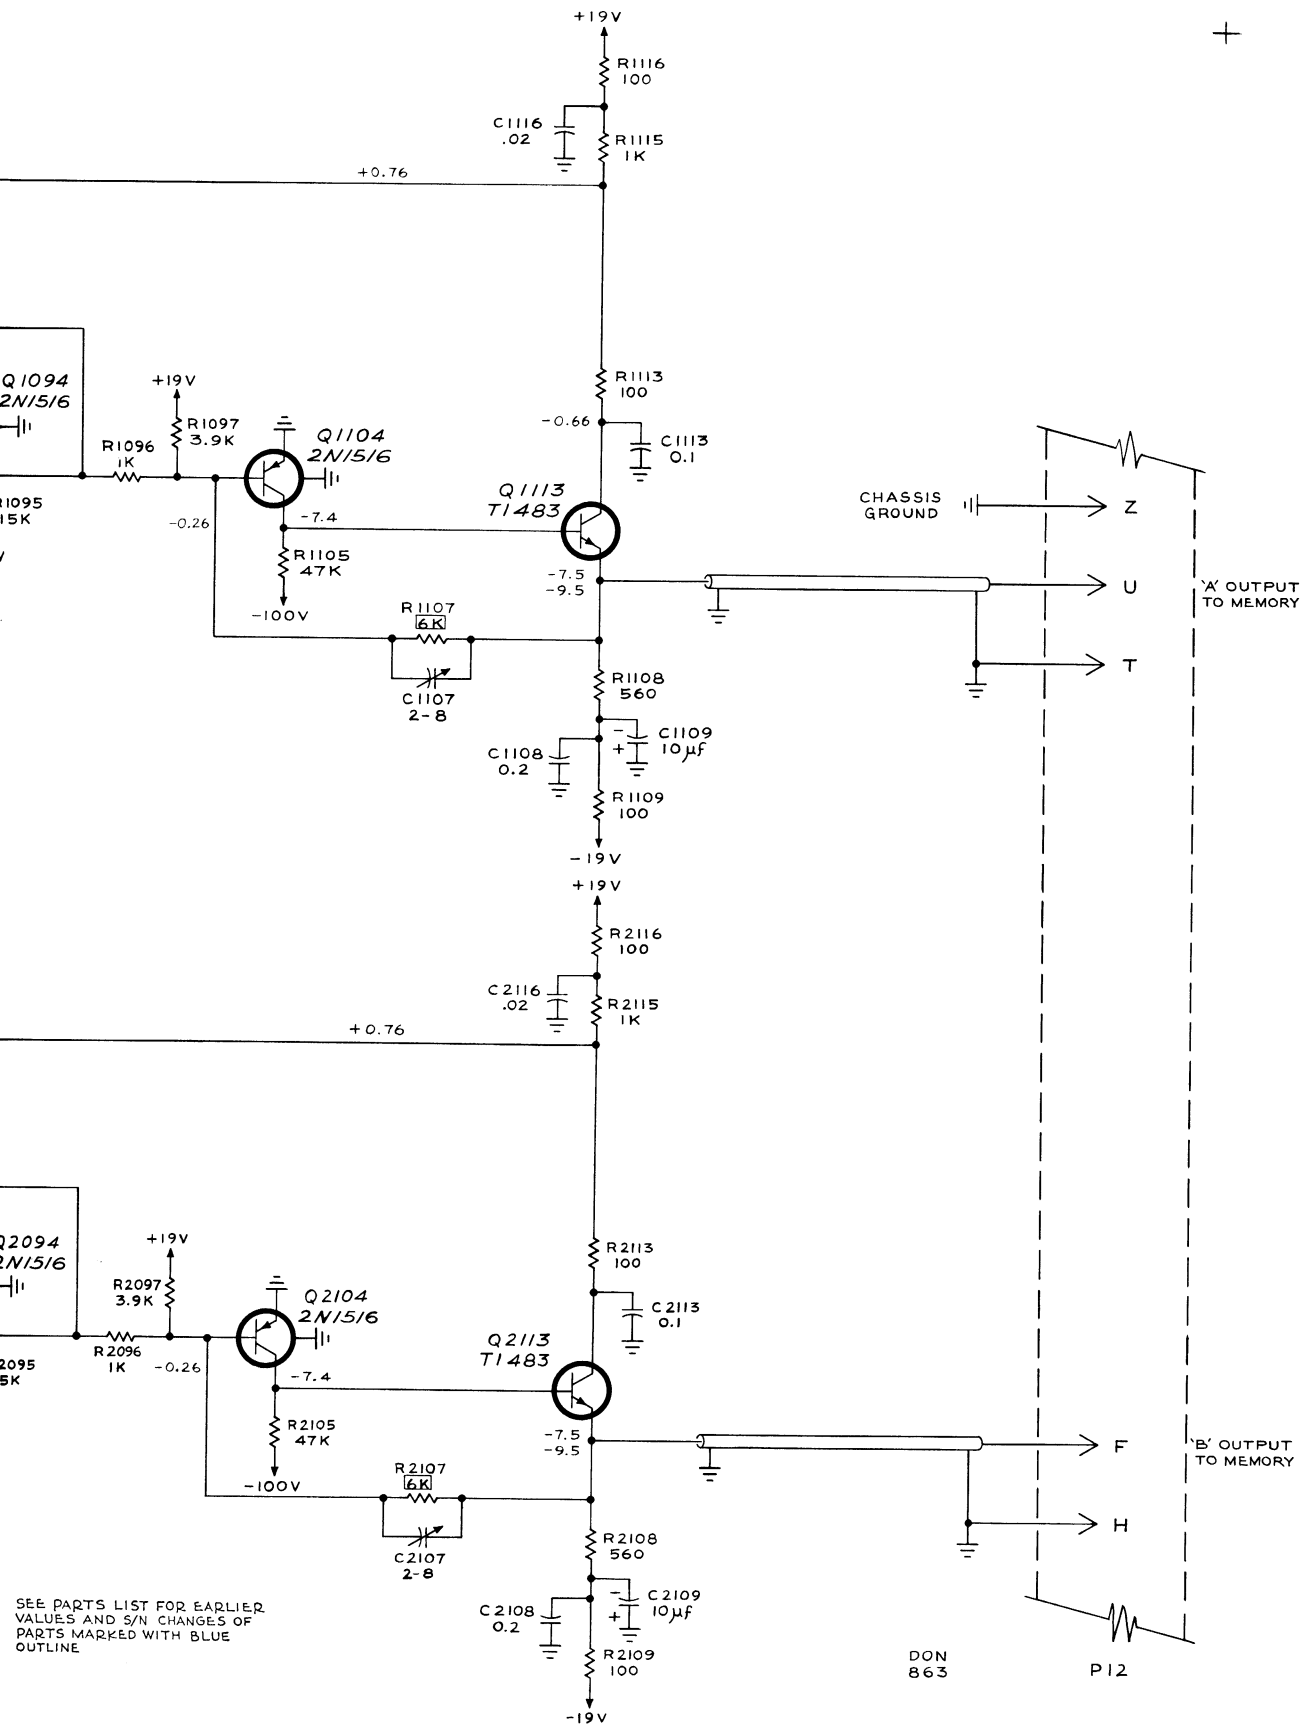 +19V
R1116
100
C1116
.02
R1115
1K
+0.76
R1113
100
-0.66
C1113
0.1
Q1094
2N1516
+19V
R1097
3.9K
R1096
1K
Q1104
2N1516
R1095
15K
-0.26
-7.4
Q1113
T1483
R1105
47K
-100V
-7.5
-9.5
R1107
6K
C1107
2-8
R1108
560
C1108
0.2
-
+
C1109
10µf
R1109
100
-19V
CHASSIS
GROUND
Z
U
'A' OUTPUT
TO MEMORY
T
+19V
R2116
100
C2116
.02
R2115
1K
+0.76
R2113
100
C2113
0.1
Q2094
2N1516
+19V
R2097
3.9K
R2096
1K
Q2104
2N1516
2095
5K
-0.26
-7.4
Q2113
T1483
R2105
47K
-100V
-7.5
-9.5
R2107
6K
C2107
2-8
R2108
560
C2108
0.2
-
+
C2109
10µf
R2109
100
-19V
F
'B' OUTPUT
TO MEMORY
H
SEE PARTS LIST FOR EARLIER
VALUES AND S/N CHANGES OF
PARTS MARKED WITH BLUE
OUTLINE
DON
863
P12